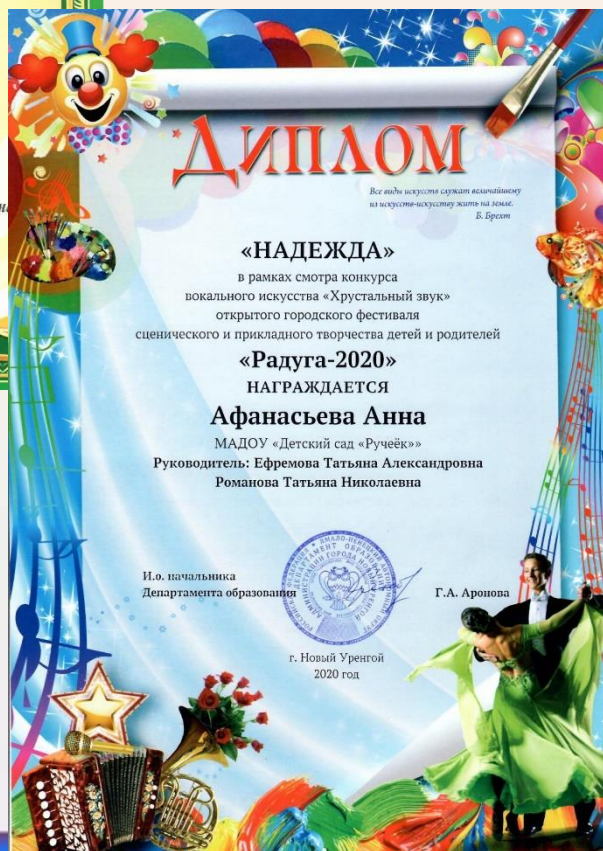 ДИПЛОМ
Все виды искусств служат величайшему
из искусств-искусству жить на земле.
Б. Брехт
«НАДЕЖДА»
в рамках смотра конкурса
вокального искусства «Хрустальный звук»
открытого городского фестиваля
сценического и прикладного творчества детей и родителей
«Радуга-2020»
НАГРАЖДАЕТСЯ
Афанасьева Анна
МАДОУ «Детский сад «Ручеёк»»
Руководитель: Ефремова Татьяна Александровна
Романова Татьяна Николаевна
И.о. начальника
Департамента образования
Г.А. Аронова
г. Новый Уренгой
2020 год